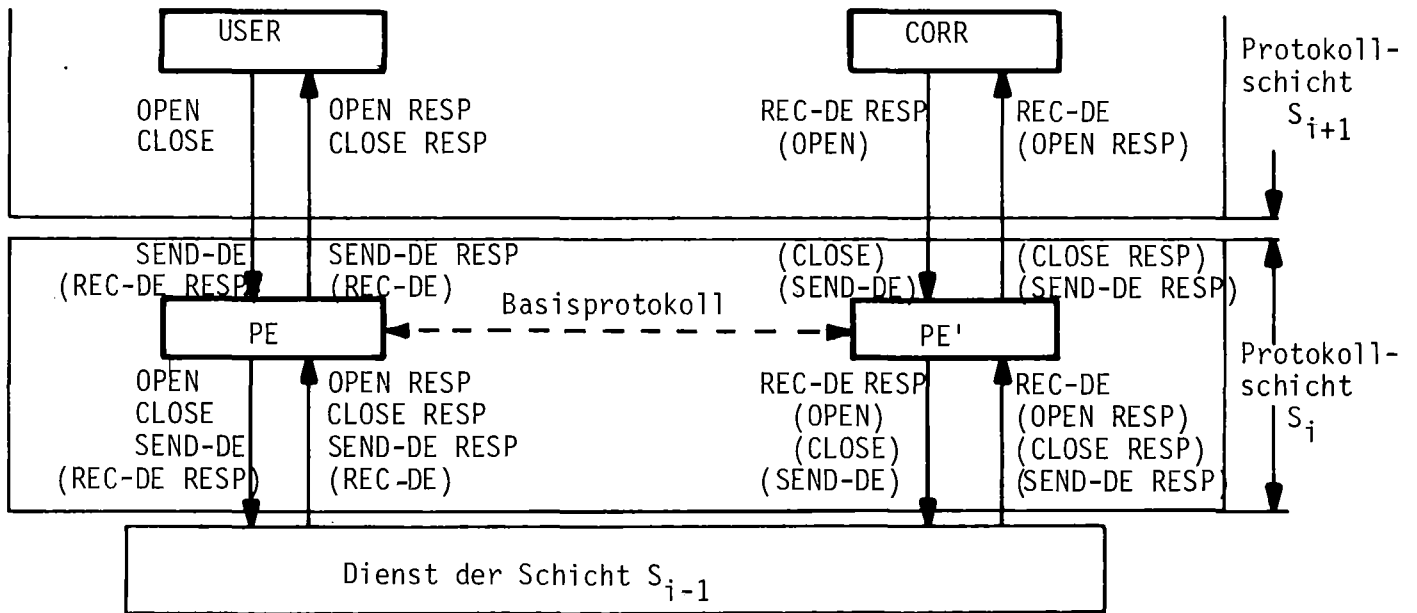 USER
CORR
Protokoll-
schicht
S i+1
OPEN
CLOSE
OPEN RESP
CLOSE RESP
REC-DE RESP
(OPEN)
REC-DE
(OPEN RESP)
SEND-DE
(REC-DE RESP)
SEND-DE RESP
(REC-DE)
(CLOSE)
(SEND-DE)
(CLOSE RESP)
(SEND-DE RESP)
Basisprotokoll
PE
PE'
Protokoll-
schicht
S i
OPEN
CLOSE
SEND-DE
(REC-DE RESP)
OPEN RESP
CLOSE RESP
SEND-DE RESP
(REC-DE)
REC-DE RESP
(OPEN)
(CLOSE)
(SEND-DE)
REC-DE
(OPEN RESP)
(CLOSE RESP)
(SEND-DE RESP)
Dienst der Schicht S i-1